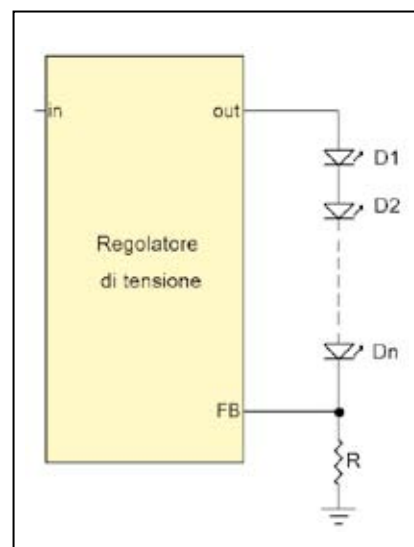 in
out
D1
D2
Regolatore
di tensione
Dn
FB
R